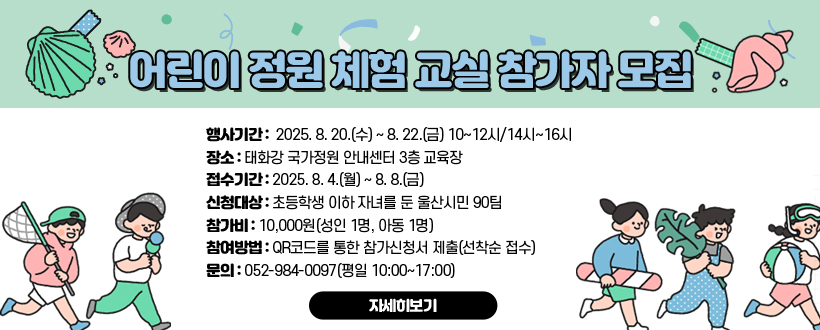 어린이 정원 체험 교실 참가자 모집
행사기간 : 2025. 8. 20.(수) ~ 8. 22.(금) 10~12시/14시~16시
장소 : 태화강 국가정원 안내센터 3층 교육장
접수기간 : 2025. 8. 4.(월) ~ 8. 8.(금)
신청대상 : 초등학생 이하 자녀를 둔 울산시민 90팀
참가비 : 10,000원(성인 1명, 아동 1명)
참여방법 : QR코드를 통한 참가신청서 제출(선착순 접수)
문의 : 052-984-0097(평일 10:00~17:00)
자세히보기